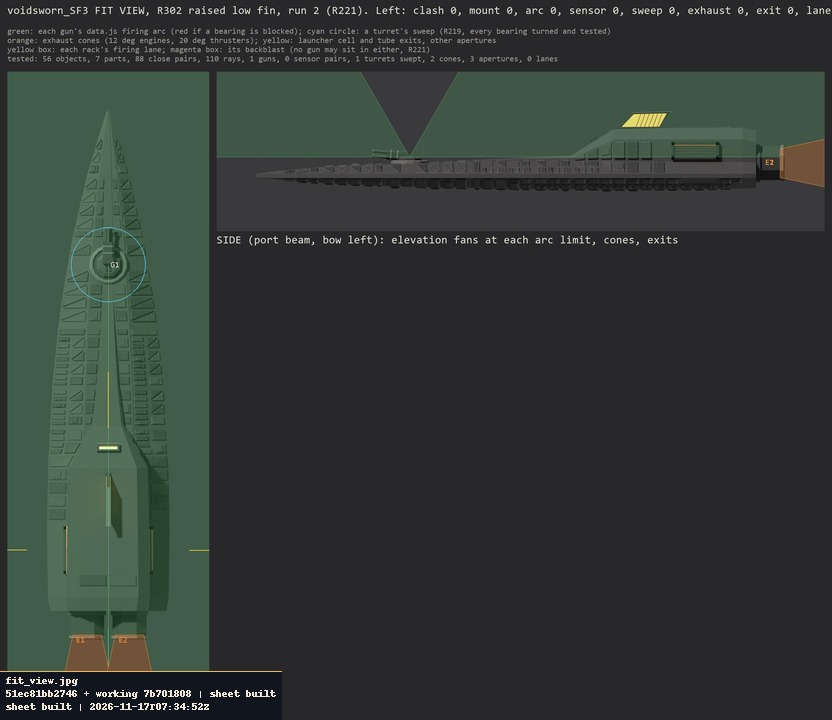 voidsworn_SF3 FIT VIEW, R302 raised low fin, run 2 (R221). Left: clash 0, mount 0, arc 0, sensor 0, sweep 0, exhaust 0, exit 0, lane
green: each gun's data.js firing arc (red if a bearing is blocked); cyan circle: a turret's sweep (R219, every bearing turned and tested)
orange: exhaust cones (12 deg engines, 20 deg thrusters); yellow: launcher cell and tube exits, other apertures
yellow box: each rack's firing lane; magenta box: its backblast (no gun may sit in either, R221)
tested: 56 objects, 7 parts, 88 close pairs, 110 rays, 1 guns, 0 sensor pairs, 1 turrets swept, 2 cones, 3 apertures, 0 lanes
E2
SIDE (port beam, bow left): elevation fans at each arc limit, cones, exits
G1
E1 E2
fit_view.jpg
51ec81bb2746 + working 7b701808 | sheet built
sheet built | 2026-11-17T07:34:52Z